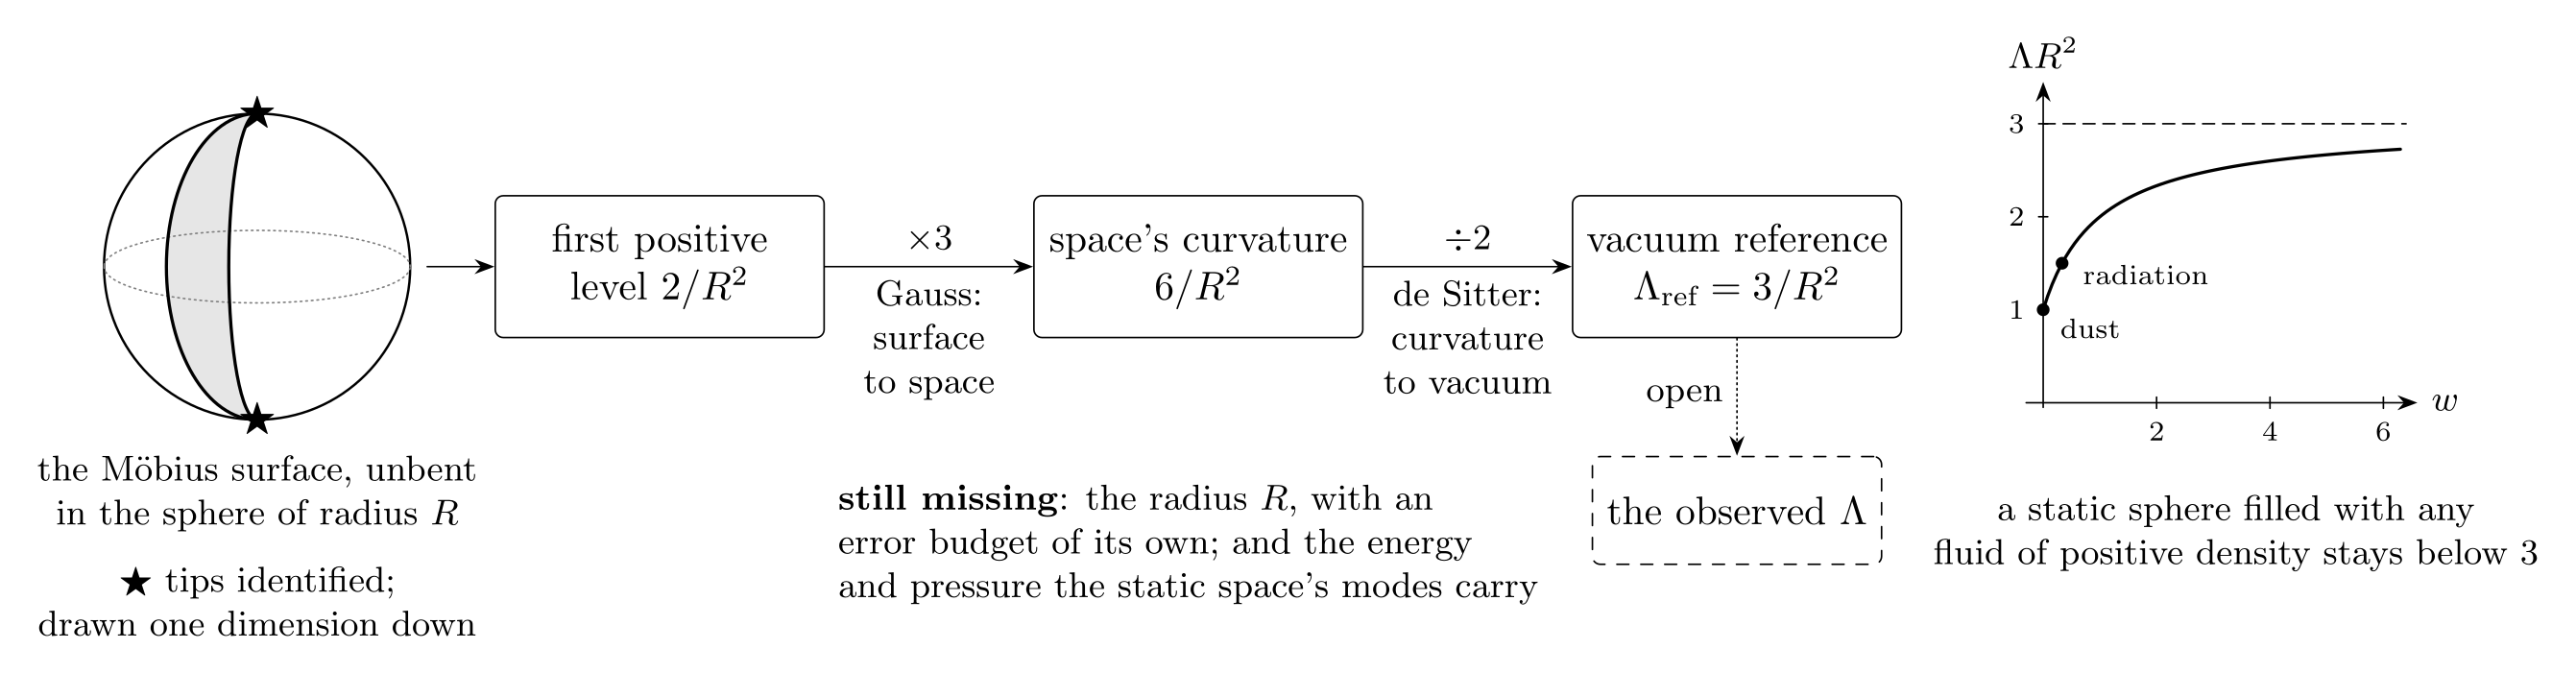 the Möbius surface, unbent
in the sphere of radius R
★ tips identified;
drawn one dimension down
first positive
level 2/R²
×3
Gauss:
surface
to space
space's curvature
6/R²
÷2
de Sitter:
curvature
to vacuum
vacuum reference
Λref = 3/R²
open
the observed Λ
still missing: the radius R, with an
error budget of its own; and the energy
and pressure the static space's modes carry
ΛR²
3
2
1
radiation
dust
2 4 6
w
a static sphere filled with any
fluid of positive density stays below 3